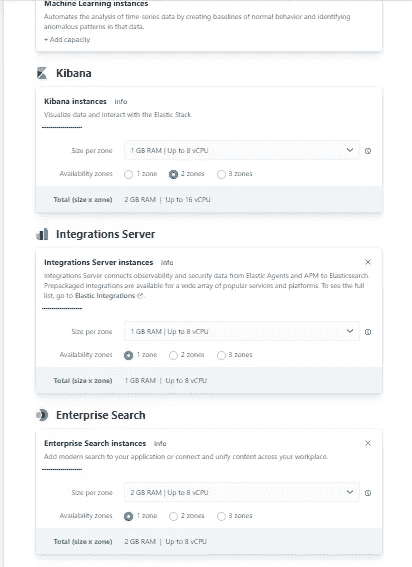 Machine Learning instances
Automates the analysis of time-series data by creating baselines of normal behavior and identifying
anomalous patterns in that data.
+ Add capacity
Kibana
Kibana instances info
Visualize data and interact with the Elastic Stack.
Size per zone 1 GB RAM | Up to 8 vCPU
Availability zones 1 zone 2 zones 3 zones
Total (size x zone) 2 GB RAM | Up to 16 vCPU
Integrations Server
Integrations Server instances info
Integrations Server connects observability and security data from Elastic Agents and APM to Elasticsearch.
Prepackaged integrations are available for a wide array of popular services and platforms. To see the full
list, go to Elastic Integrations.
Size per zone 1 GB RAM | Up to 8 vCPU
Availability zones 1 zone 2 zones 3 zones
Total (size x zone) 1 GB RAM | Up to 8 vCPU
Enterprise Search
Enterprise Search instances info
Add modern search to your application or connect and unify content across your workplace.
Size per zone 2 GB RAM | Up to 8 vCPU
Availability zones 1 zone 2 zones 3 zones
Total (size x zone) 2 GB RAM | Up to 8 vCPU